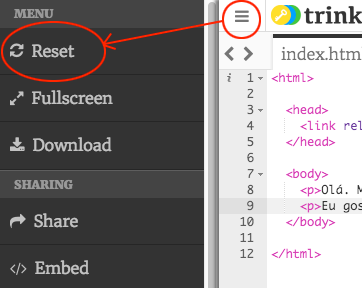 MENU
Reset
Fullscreen
Download
SHARING
Share
Embed
trink
index.htm
i 1 <html>
2
3 <head>
4 <link rel
5 </head>
6
7 <body>
8 <p>Olá. M
9 <p>Eu gos
10 </body>
11
12 </html>